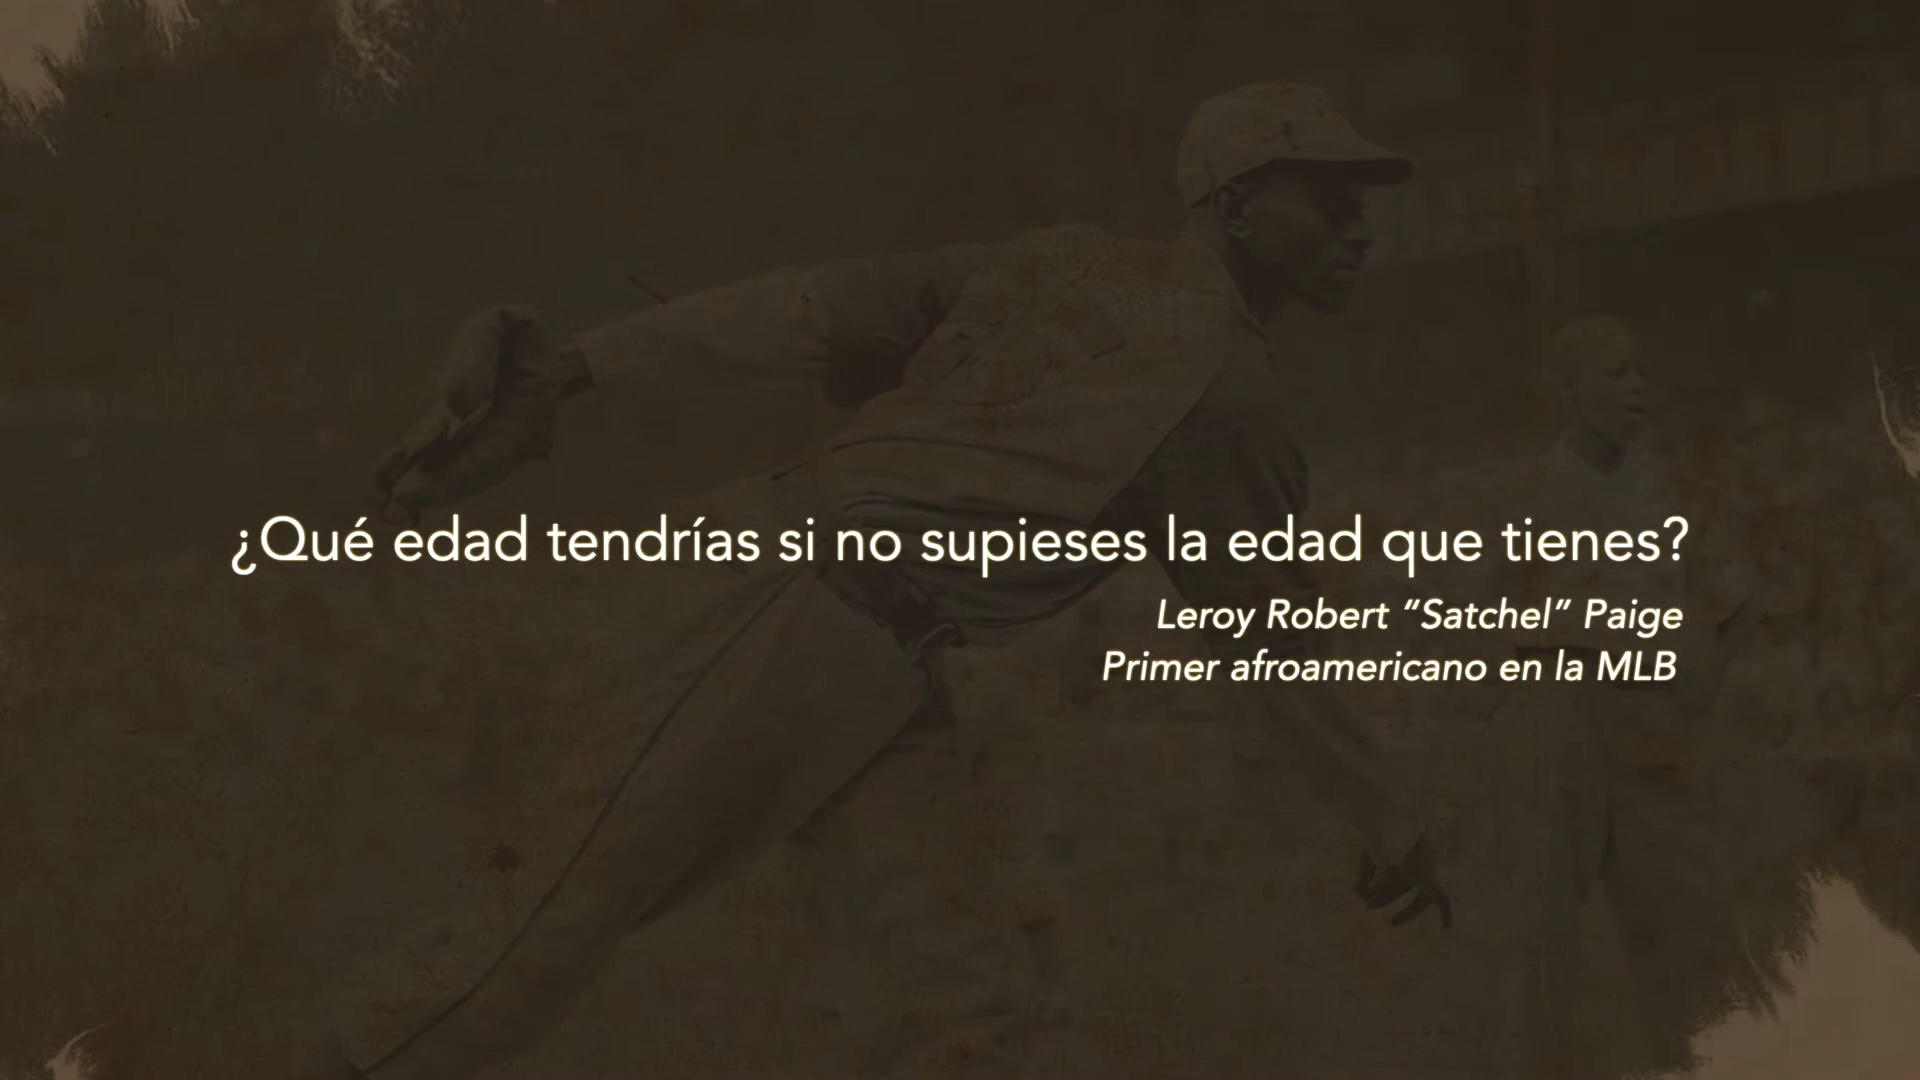 ¿Qué edad tendrías si no supieses la edad que tienes?
Leroy Robert “Satchel” Paige
Primer afroamericano en la MLB